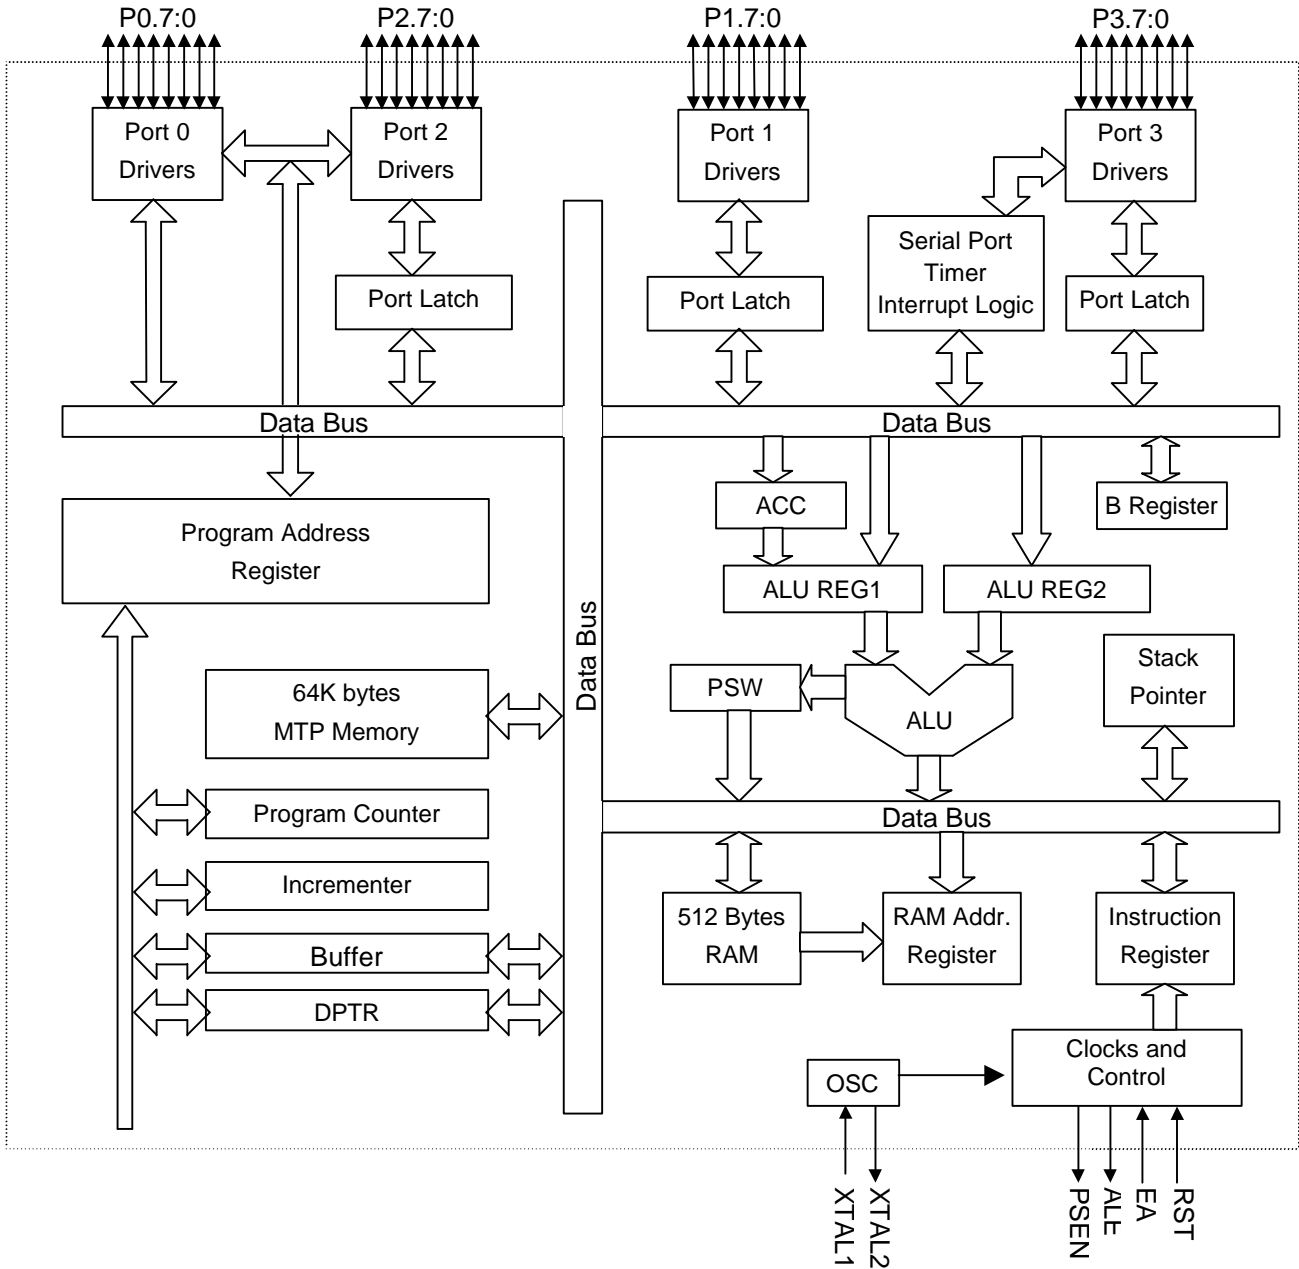 P0.7:0
P2.7:0
P1.7:0
P3.7:0
Port 0
Drivers
Port 2
Drivers
Port 1
Drivers
Port 3
Drivers
Port Latch
Port Latch
Serial Port
Timer
Interrupt Logic
Port Latch
Data Bus
Data Bus
Program Address
Register
ACC
B Register
ALU REG1
ALU REG2
Data Bus
64K bytes
MTP Memory
PSW
ALU
Stack
Pointer
Program Counter
Data Bus
Incrementer
512 Bytes
RAM
RAM Addr.
Register
Instruction
Register
Buffer
DPTR
OSC
Clocks and
Control
XTAL1
XTAL2
PSEN
ALE
EA
RST